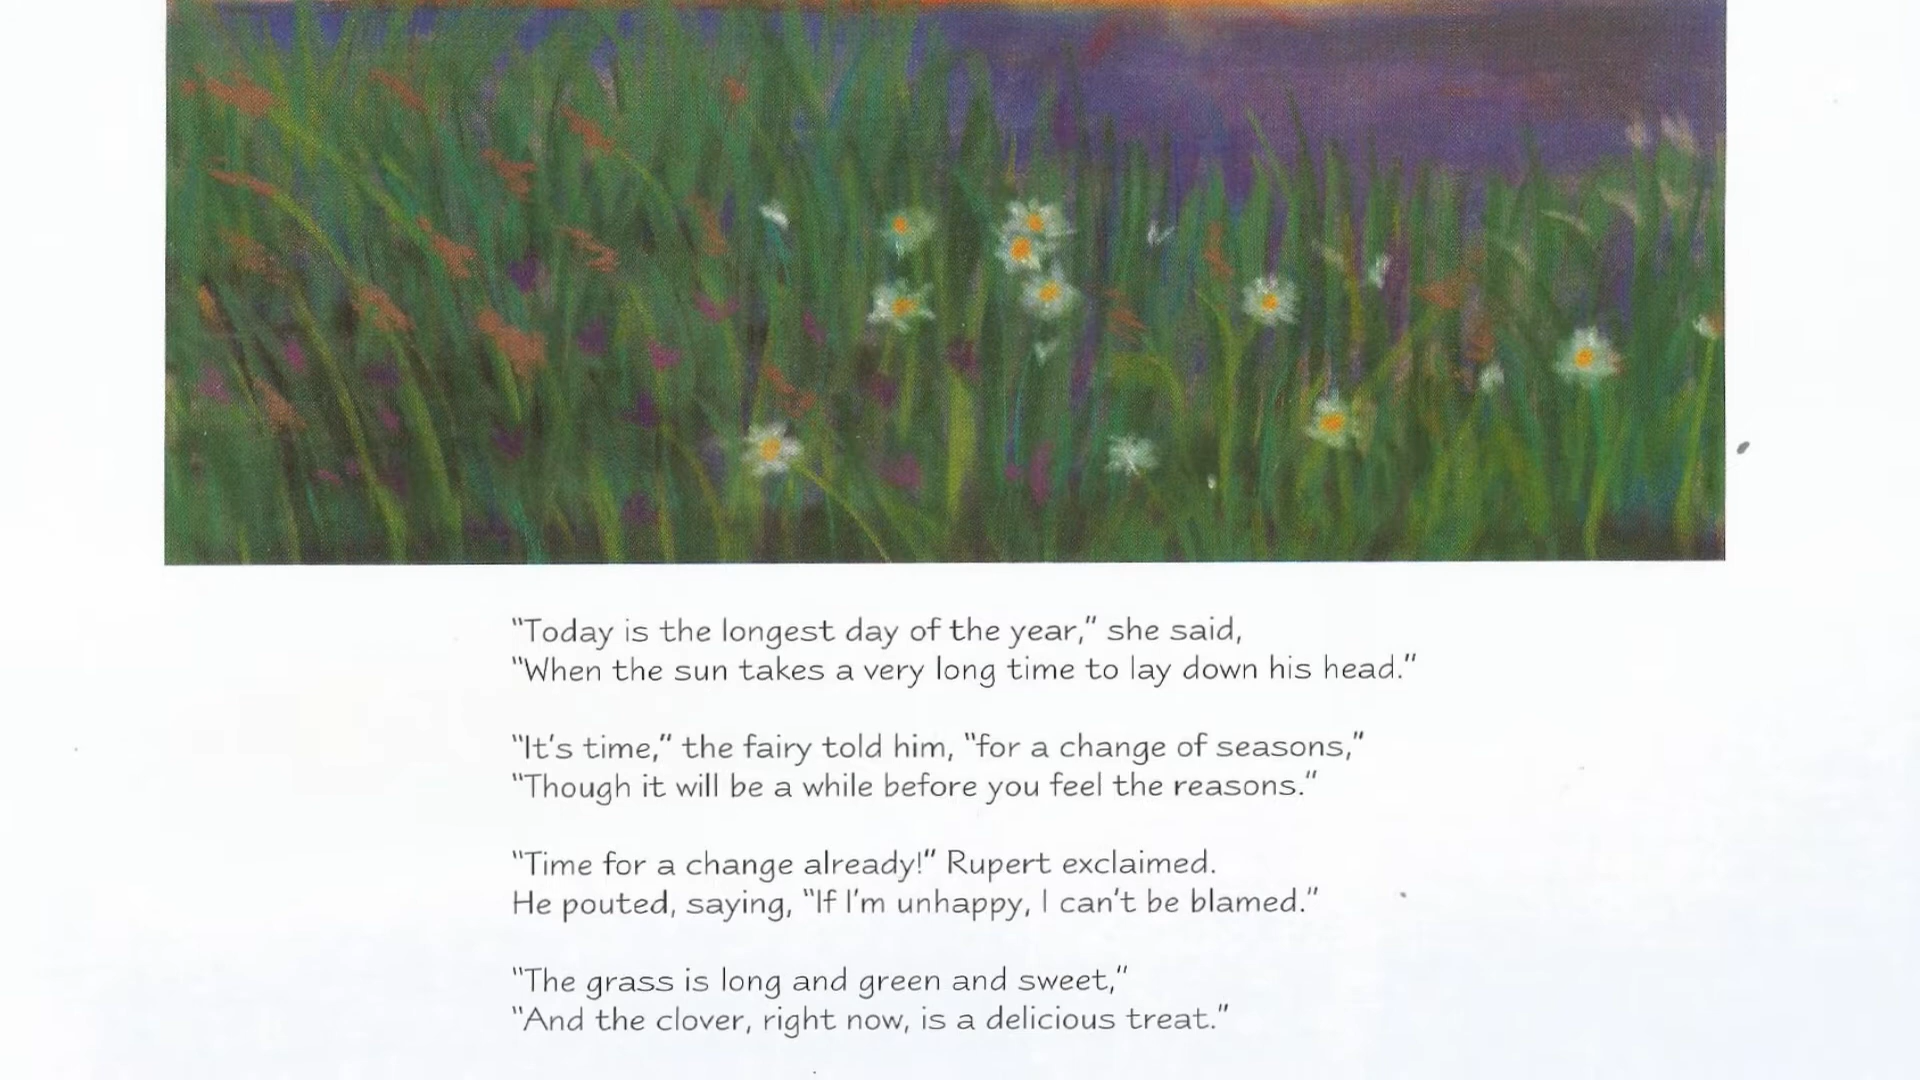 "Today is the longest day of the year," she said,
"When the sun takes a very long time to lay down his head."
"It's time," the fairy told him, "for a change of seasons,"
"Though it will be a while before you feel the reasons."
"Time for a change already!" Rupert exclaimed.
He pouted, saying, "If I'm unhappy, I can't be blamed."
"The grass is long and green and sweet,"
"And the clover, right now, is a delicious treat."